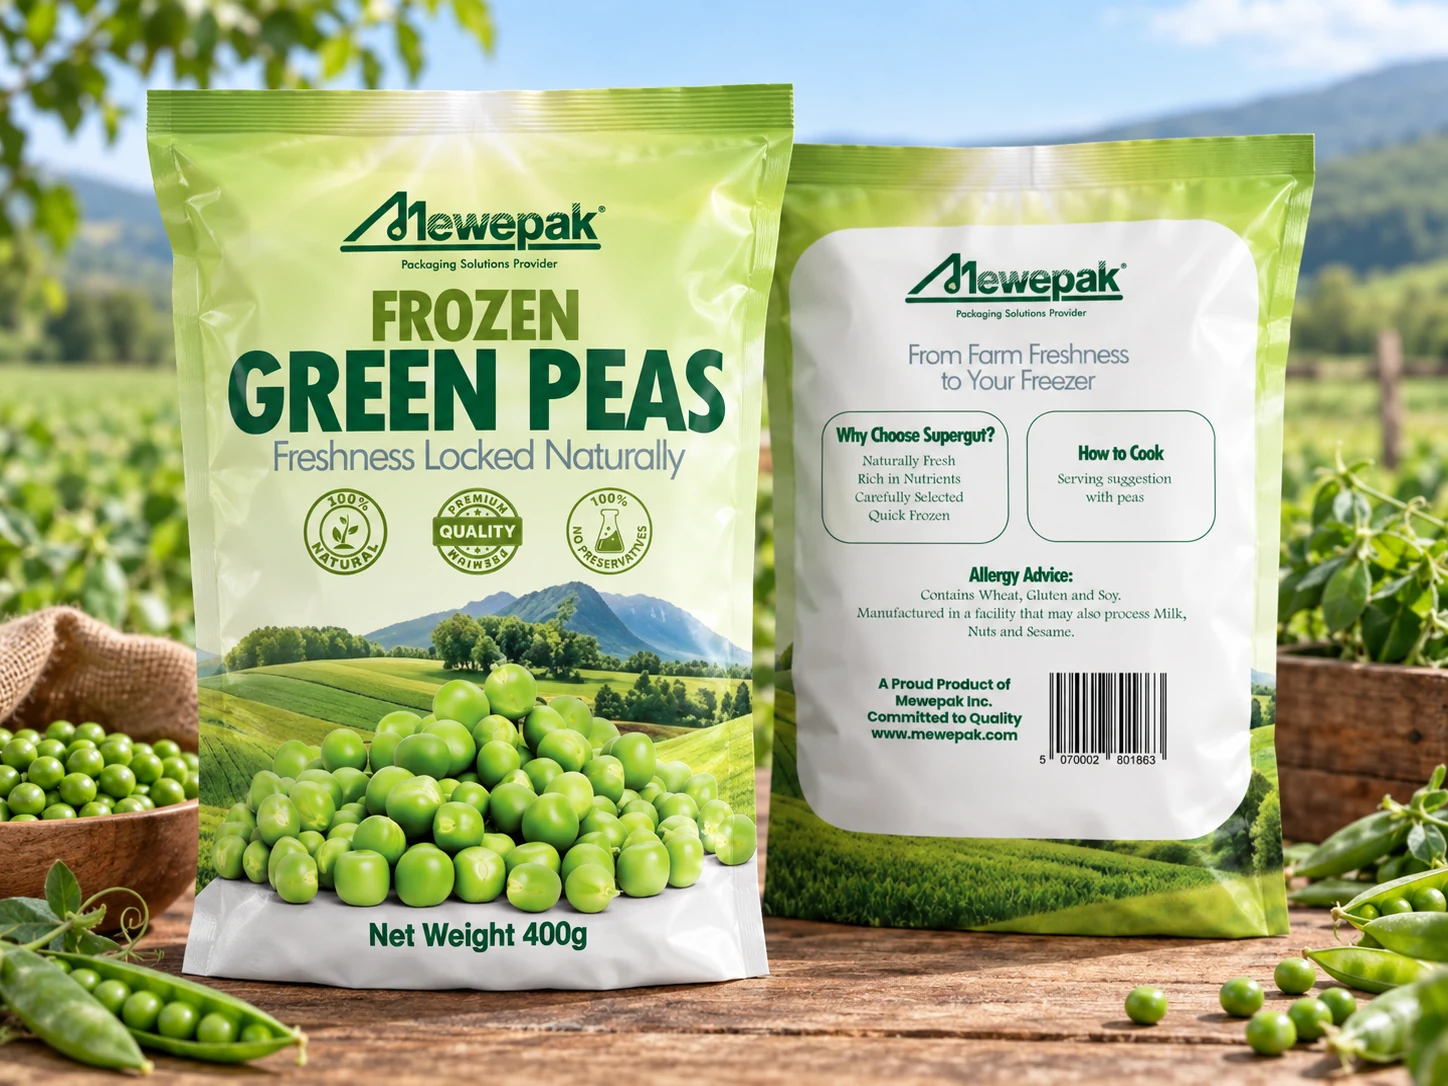 Mewepak®
Packaging Solutions Provider
FROZEN
GREEN PEAS
Freshness Locked Naturally
100%
NATURAL
PREMIUM
QUALITY
PREMIUM
100%
NO PRESERVATIVES
Net Weight 400g
Mewepak®
Packaging Solutions Provider
From Farm Freshness
to Your Freezer
Why Choose Supergut?
Naturally Fresh
Rich in Nutrients
Carefully Selected
Quick Frozen
How to Cook
Serving suggestion
with peas
Allergy Advice:
Contains Wheat, Gluten and Soy.
Manufactured in a facility that may also process Milk,
Nuts and Sesame.
A Proud Product of
Mewepak Inc.
Committed to Quality
www.mewepak.com
5 070002 801863